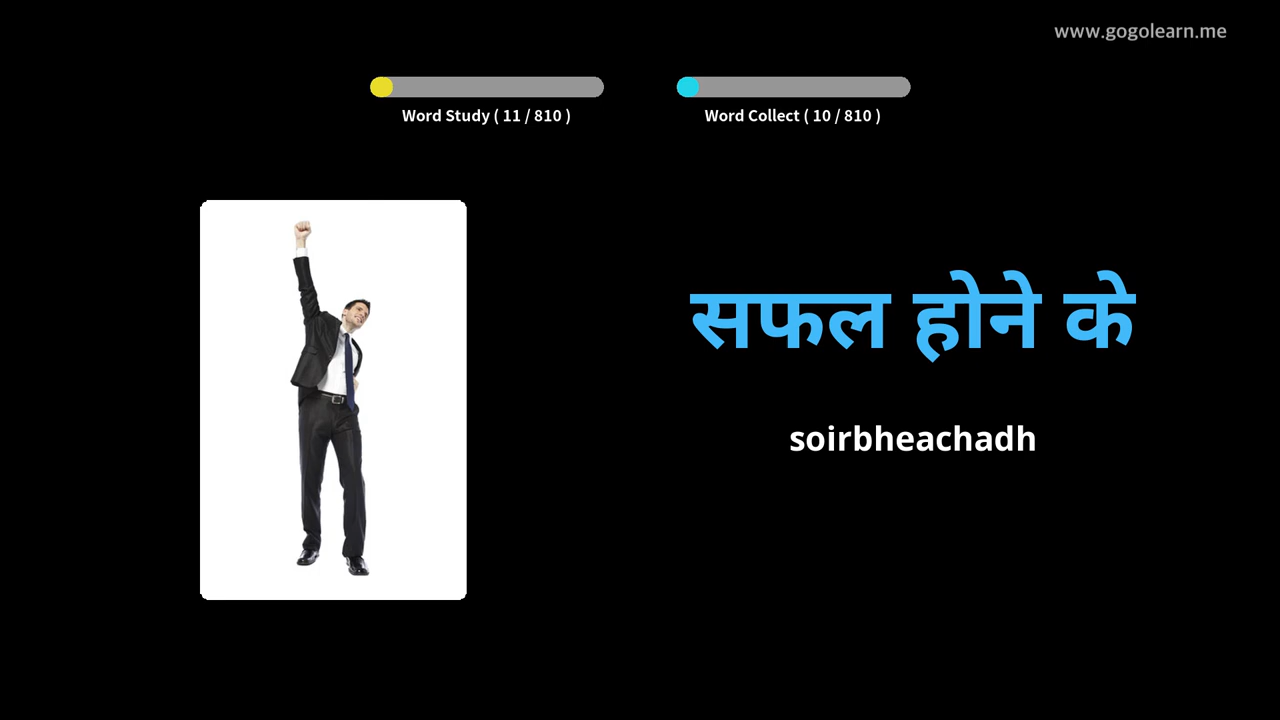 www.gogolearn.me
Word Study ( 11 / 810 )
Word Collect ( 10 / 810 )
सफल होने के
soirbheachadh